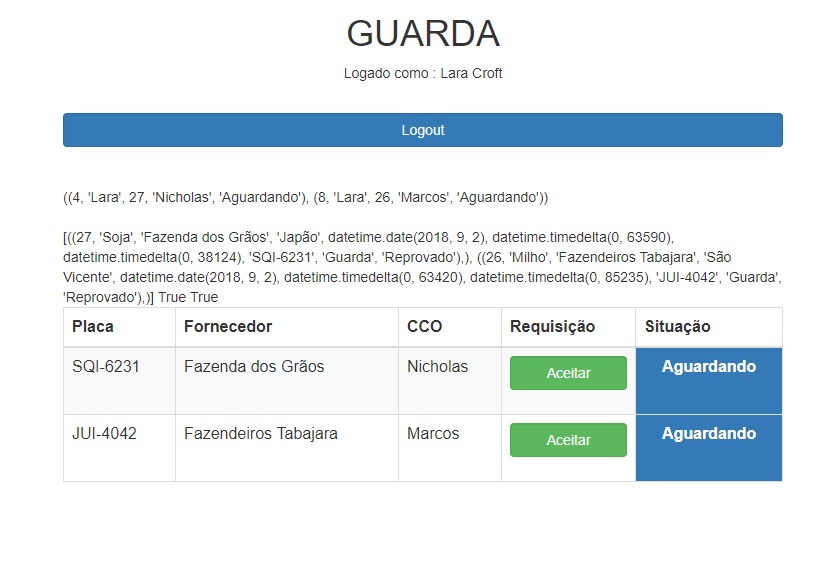 GUARDA
Logado como : Lara Croft
Logout
((4, 'Lara', 27, 'Nicholas', 'Aguardando'), (8, 'Lara', 26, 'Marcos', 'Aguardando'))
[((27, 'Soja', 'Fazenda dos Grãos', 'Japão', datetime.date(2018, 9, 2), datetime.timedelta(0, 63590),
datetime.timedelta(0, 38124), 'SQI-6231', 'Guarda', 'Reprovado'),), ((26, 'Milho', 'Fazendeiros Tabajara', 'São
Vicente', datetime.date(2018, 9, 2), datetime.timedelta(0, 63420), datetime.timedelta(0, 85235), 'JUI-4042', 'Guarda',
'Reprovado'),)] True True
Placa Fornecedor CCO Requisição Situação
SQI-6231 Fazenda dos Grãos Nicholas Aceitar Aguardando
JUI-4042 Fazendeiros Tabajara Marcos Aceitar Aguardando